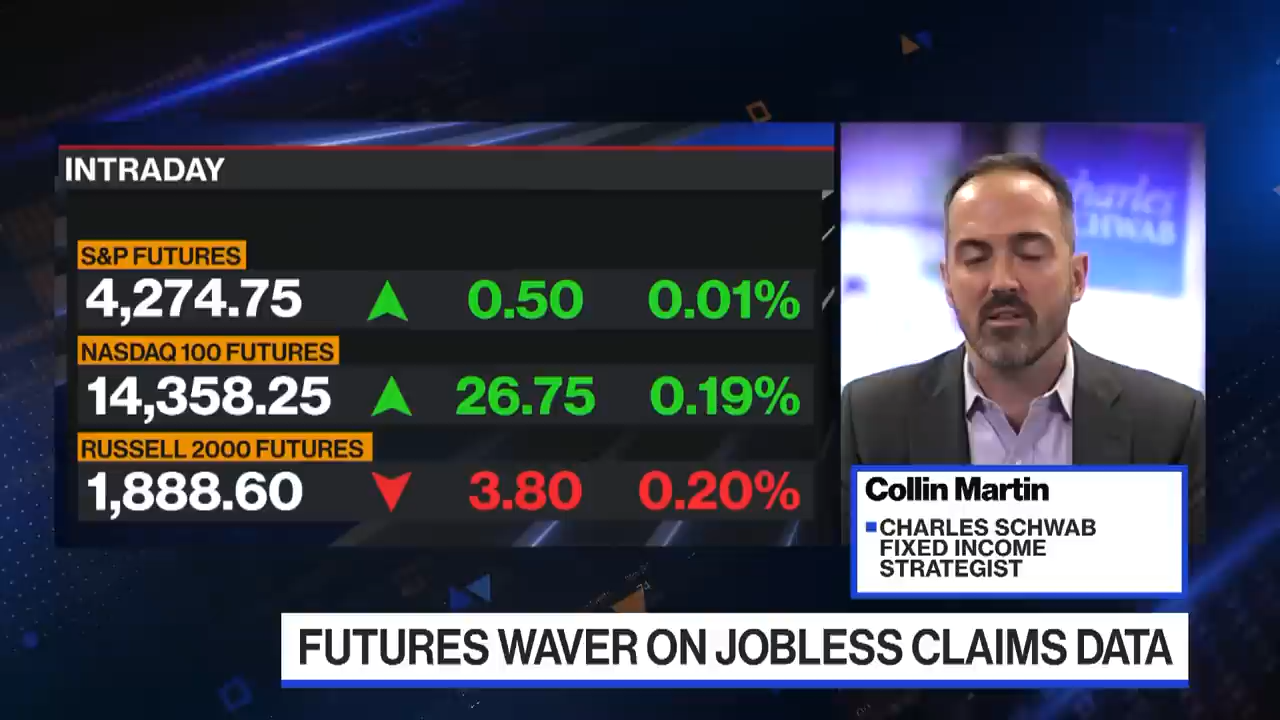 INTRADAY
S&P FUTURES
4,274.75 0.50 0.01%
NASDAQ 100 FUTURES
14,358.25 26.75 0.19%
RUSSELL 2000 FUTURES
1,888.60 3.80 0.20%
charles
SCHWAB
Collin Martin
CHARLES SCHWAB
FIXED INCOME
STRATEGIST
FUTURES WAVER ON JOBLESS CLAIMS DATA